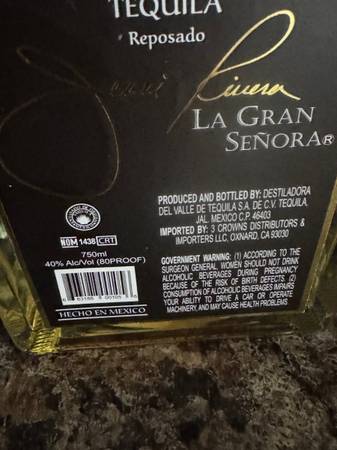 TEQUILA
Reposado
Jenni Rivera
LA GRAN
SEÑORA®
PRODUCED AND BOTTLED BY: DESTILADORA
DEL VALLE DE TEQUILA S.A. DE C.V. TEQUILA
JAL. MEXICO C.P. 46403
IMPORTED BY: 3 CROWNS DISTRIBUTORS &
IMPORTERS LLC, OXNARD, CA 93030
NOM 1438 CRT
750ml
40% Alc/Vol (80PROOF)
GOVERNMENT WARNING: (1) ACCORDING TO THE
SURGEON GENERAL, WOMEN SHOULD NOT DRINK
ALCOHOLIC BEVERAGES DURING PREGNANCY
BECAUSE OF THE RISK OF BIRTH DEFECTS (2)
CONSUMPTION OF ALCOHOLIC BEVERAGES IMPAIRS
YOUR ABILITY TO DRIVE A CAR OR OPERATE
MACHINERY, AND MAY CAUSE HEALTH PROBLEMS
HECHO EN MEXICO